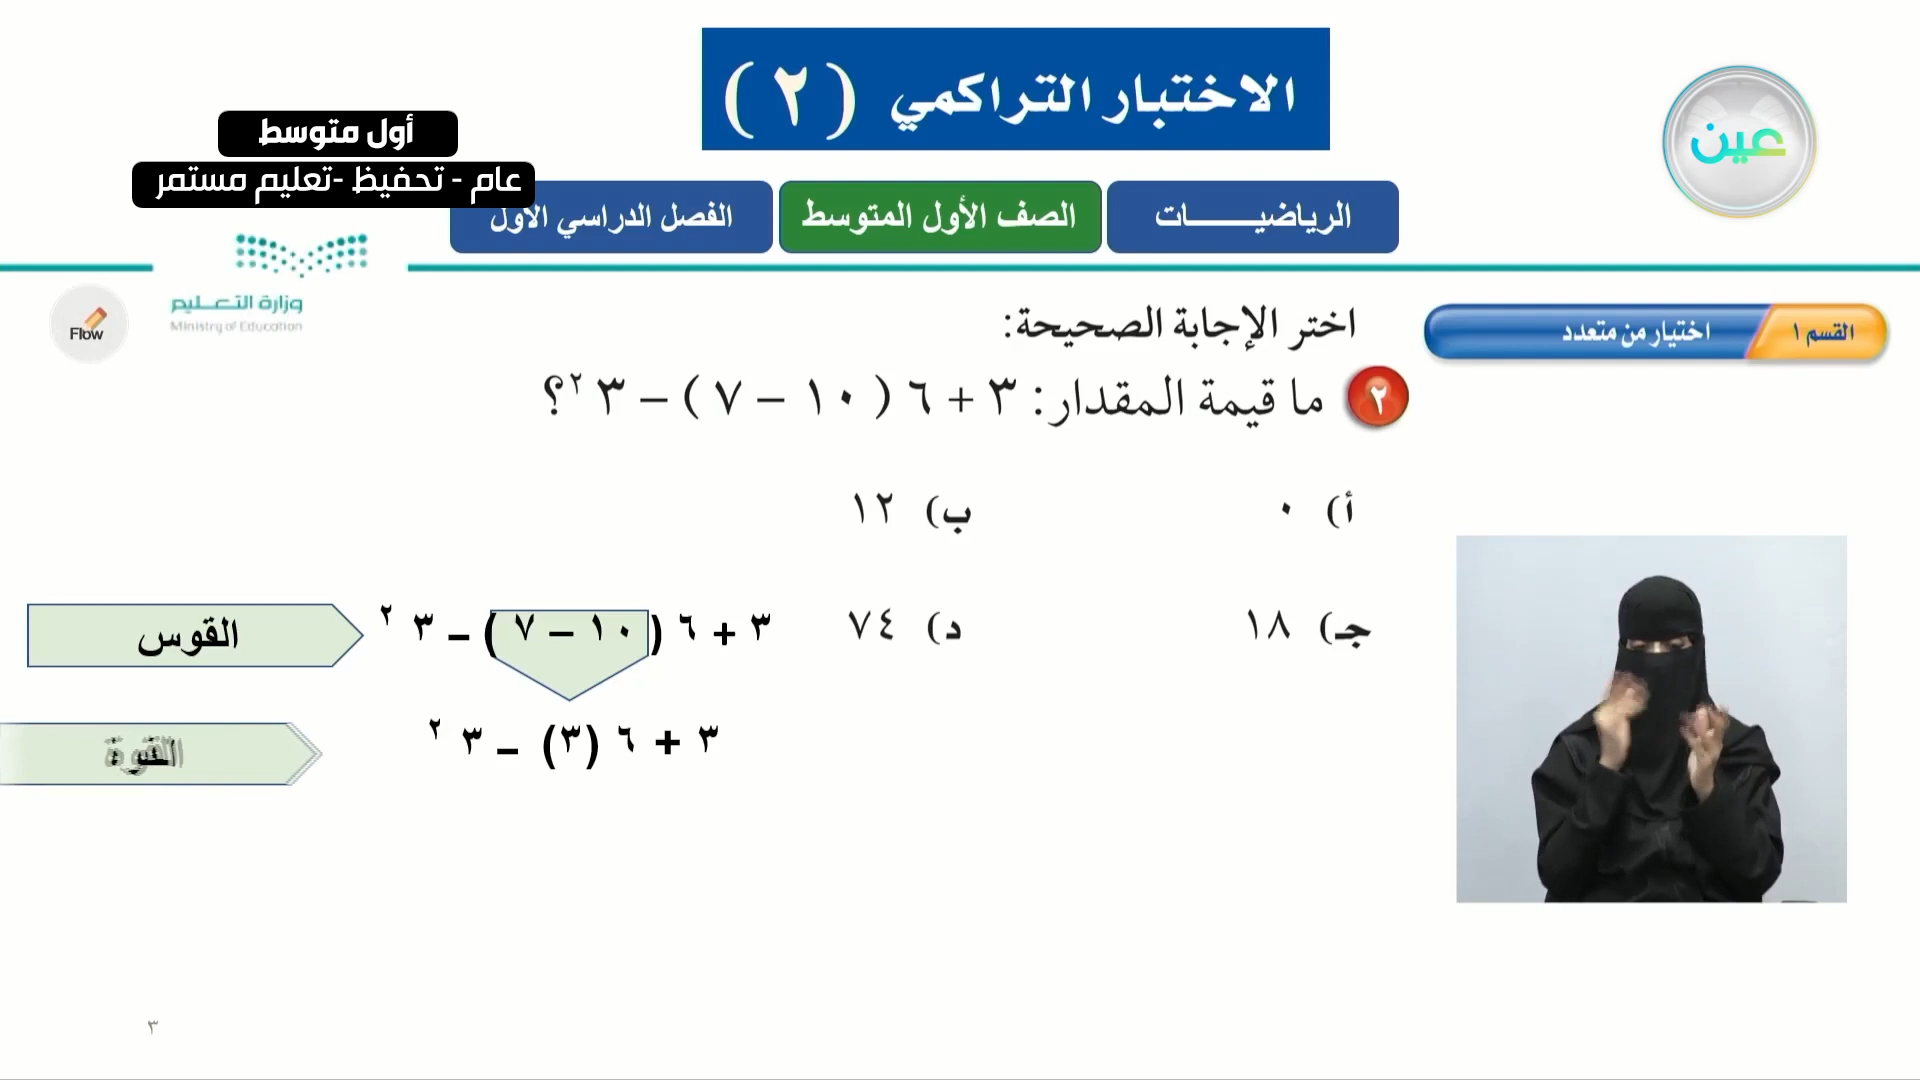 الاختبار التراكمي ( ٢ )
عين
أول متوسط
عام - تحفيظ -تعليم مستمر
الرياضيـــــــات
الصف الأول المتوسط
الفصل الدراسي الأول
وزارة التعـــليم
Ministry of Education
Flow
القسم ١ اختيار من متعدد
اختر الإجابة الصحيحة:
٢ ما قيمة المقدار: ٣ + ٦ ( ١٠ – ٧ ) – ٣ ٢؟
أ) ٠
ب) ١٢
جـ) ١٨
د) ٧٤
٣ + ٦ ( ١٠ – ٧ ) – ٣ ٢
القوس
٣ + ٦ (٣) – ٣ ٢
القوة
٣